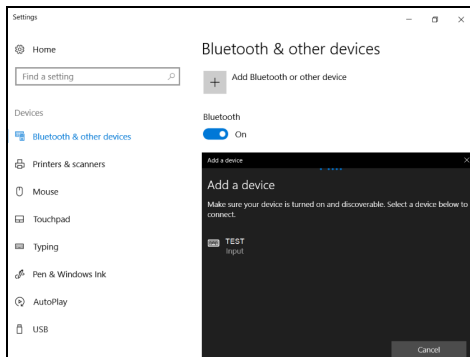 Settings
Home
Find a setting
Devices
Bluetooth & other devices
Printers & scanners
Mouse
Touchpad
Typing
Pen & Windows Ink
AutoPlay
USB
Bluetooth & other devices
Add Bluetooth or other device
Bluetooth
On
Add a device
Add a device
Make sure your device is turned on and discoverable. Select a device below to
connect.
TEST
Input
Cancel